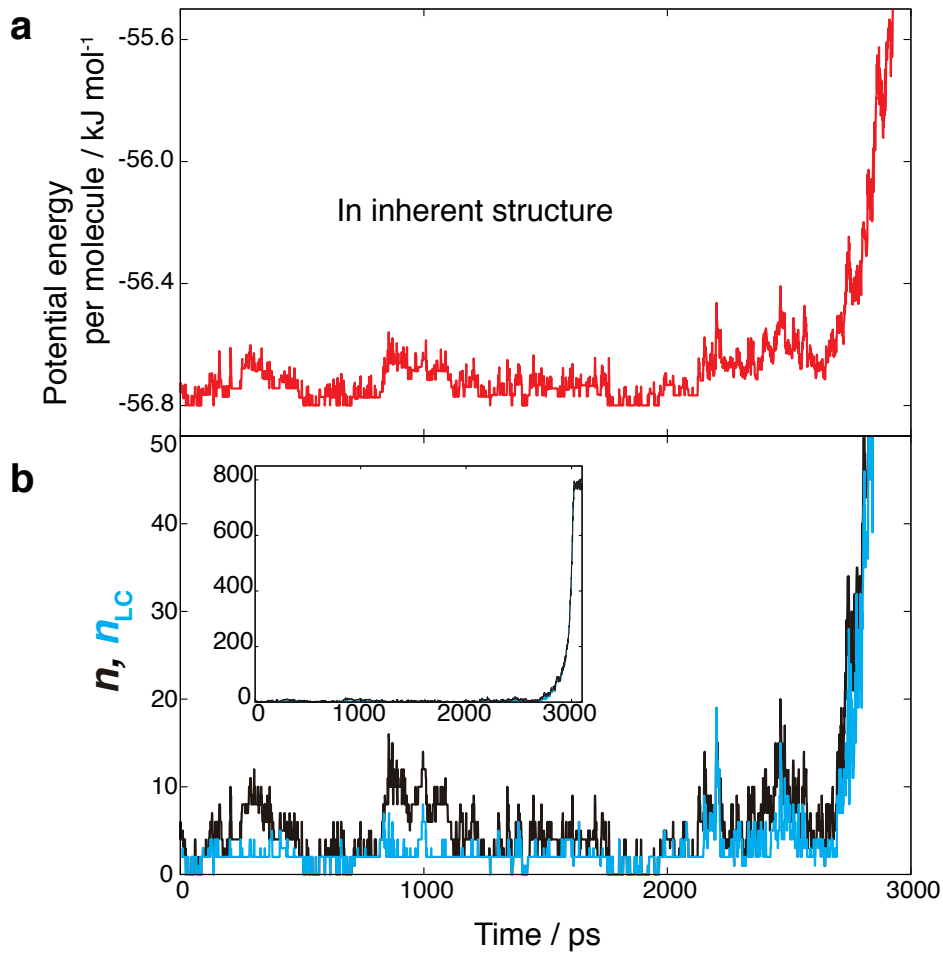 a
-55.6
-56.0
-56.4
-56.8
Potential energy
per molecule / kJ mol⁻¹
In inherent structure
b
50
40
30
20
10
0
n, n_LC
800
600
400
200
0
0 1000 2000 3000
0 1000 2000 3000
Time / ps